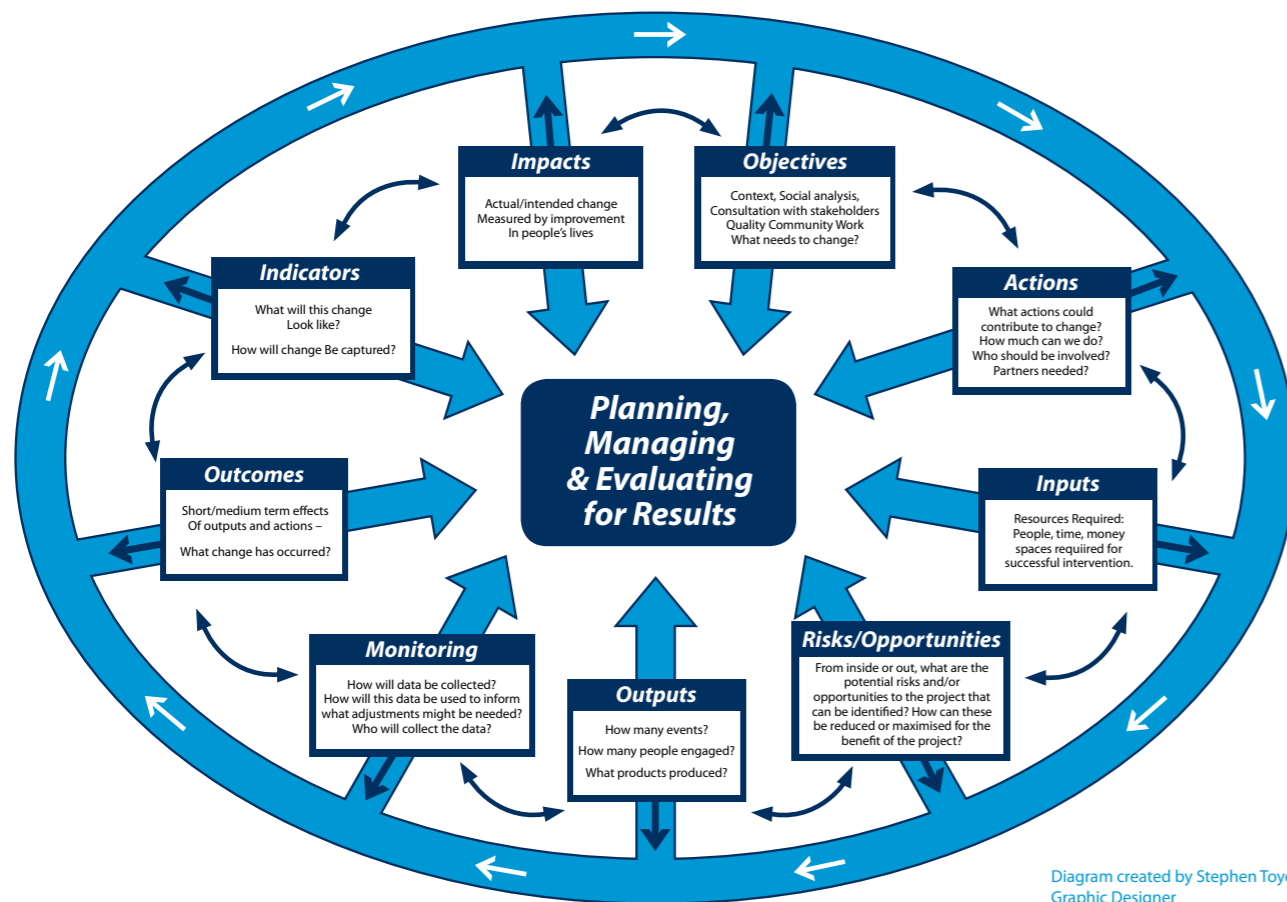 Impacts
Actual/intended change
Measured by improvement
In people's lives
Objectives
Context, Social analysis,
Consultation with stakeholders
Quality Community Work
What needs to change?
Actions
What actions could
contribute to change?
How much can we do?
Who should be involved?
Partners needed?
Inputs
Resources Required:
People, time, money
spaces requiired for
successful intervention.
Risks/Opportunities
From inside or out, what are the
potential risks and/or
opportunities to the project that
can be identified? How can these
be reduced or maximised for the
benefit of the project?
Outputs
How many events?
How many people engaged?
What products produced?
Monitoring
How will data be collected?
How will this data be used to inform
what adjustments might be needed?
Who will collect the data?
Outcomes
Short/medium term effects
Of outputs and actions –
What change has occurred?
Indicators
What will this change
Look like?
How will change Be captured?
Planning,
Managing
& Evaluating
for Results
Diagram created by Stephen
Graphic Designer